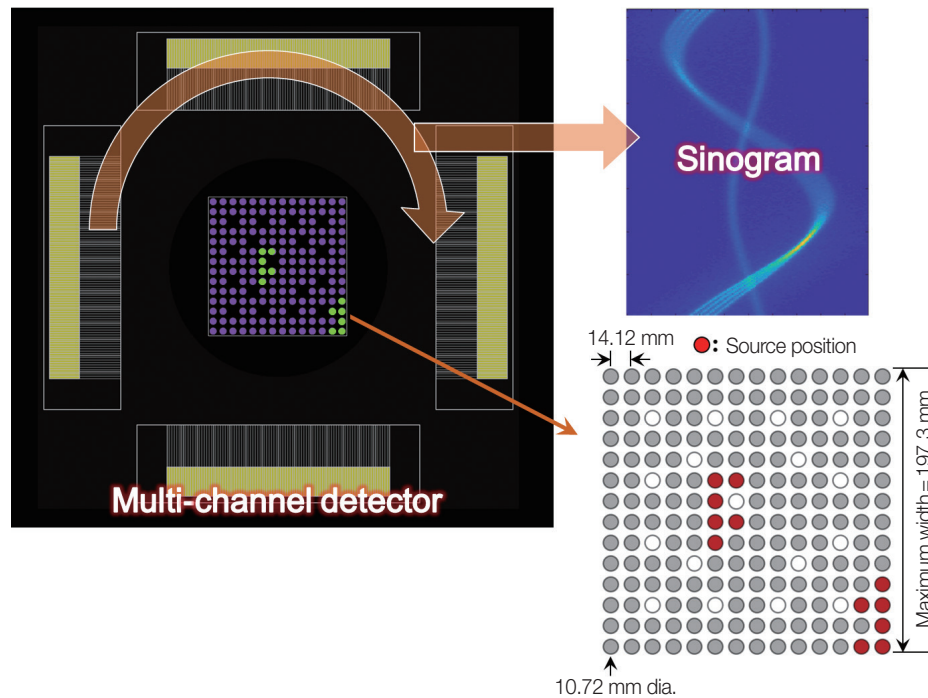 Sinogram
Multi-channel detector
14.12 mm
: Source position
Maximum width = 197.3 mm
10.72 mm dia.